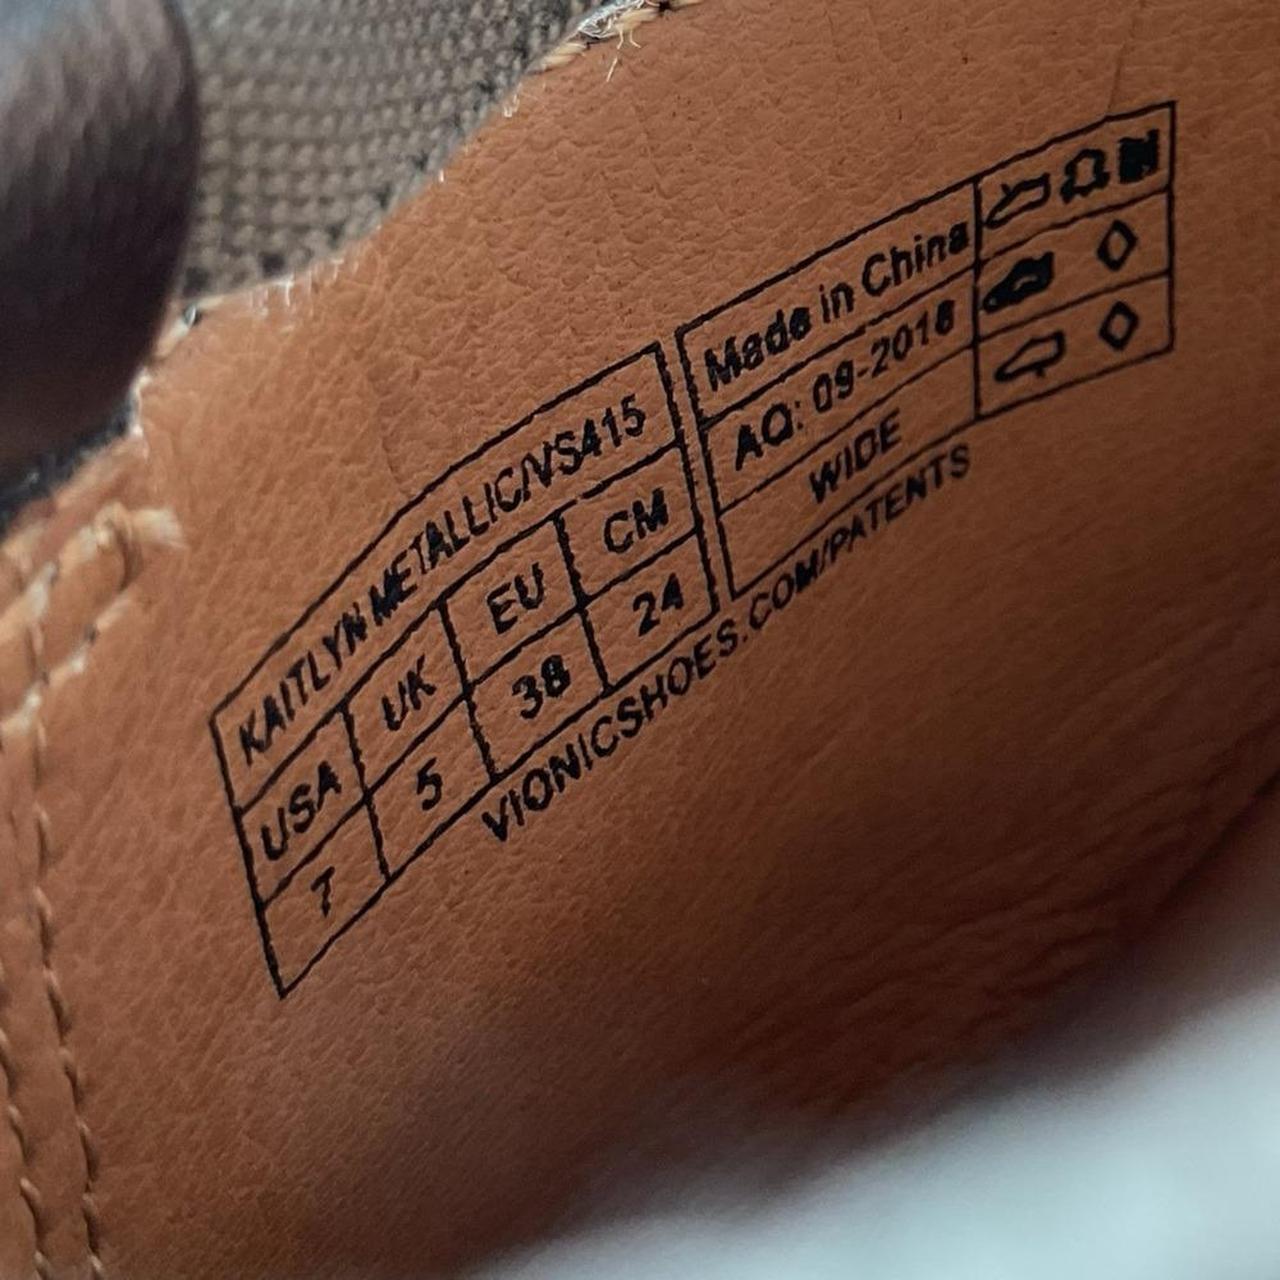 KAITLYN METALLIC/VS415
USA UK EU CM
7 5 38 24
Made in China
AQ: 09-2018
WIDE
VIONICSHOES.COM/PATENTS